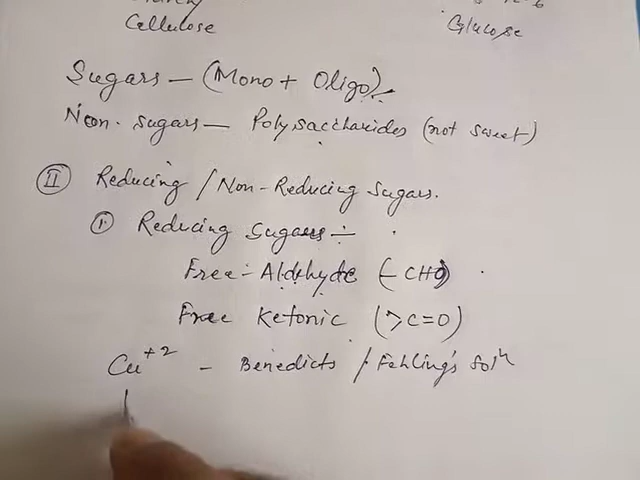 Cellulose Glucose
Sugars – (Mono + Oligo)
Non-sugars – Polysaccharides (not sweet)
II Reducing / Non-Reducing Sugars.
1. Reducing Sugars :-
Free-Aldehyde (-CHO)
Free Ketonic (>C=O)
Cu+2 – Benedicts / Fehling's solⁿ